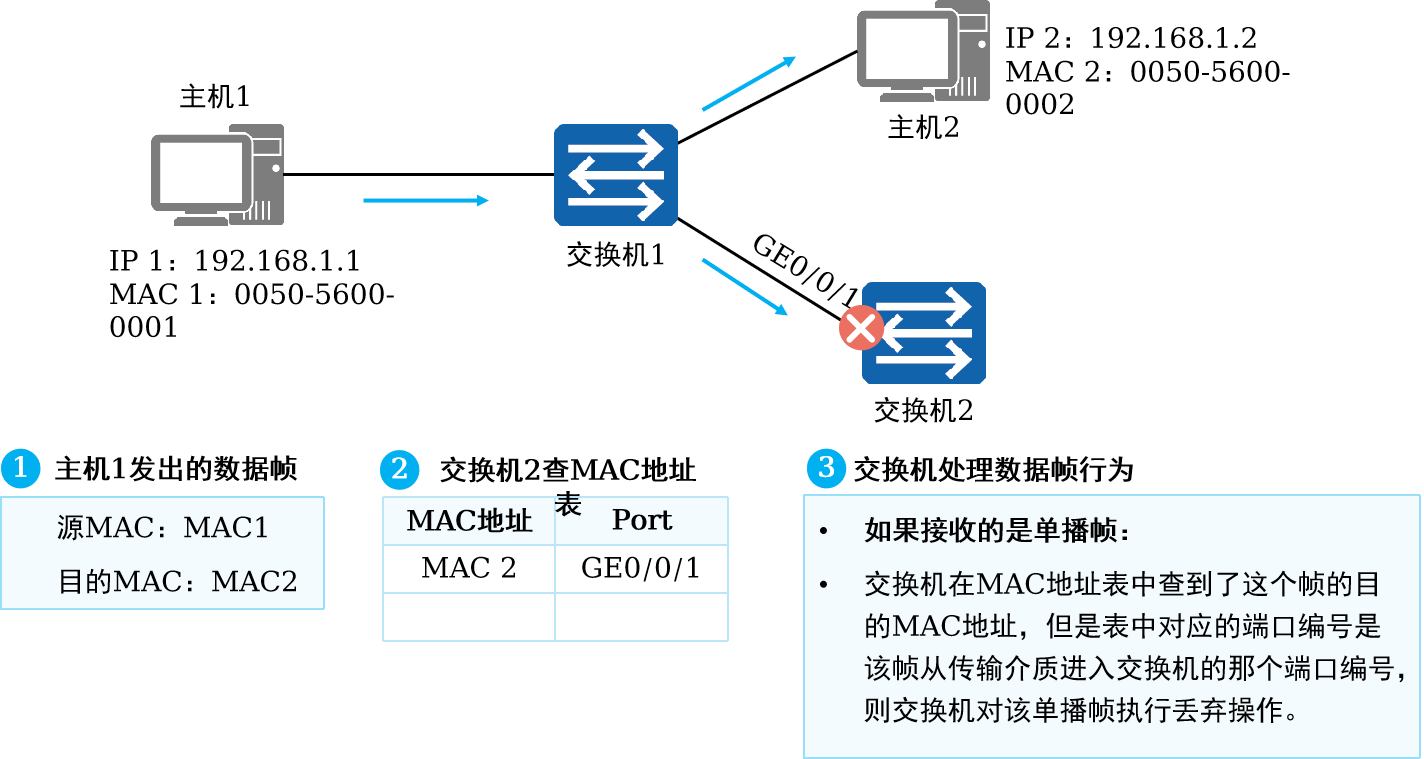 主机1
IP 1：192.168.1.1
MAC 1：0050-5600-
0001
交换机1
IP 2：192.168.1.2
MAC 2：0050-5600-
0002
主机2
GE0/0/1
交换机2
1 主机1发出的数据帧
源MAC：MAC1
目的MAC：MAC2
2 交换机2查MAC地址
表
MAC地址 Port
MAC 2 GE0/0/1
3 交换机处理数据帧行为
• 如果接收的是单播帧：
• 交换机在MAC地址表中查到了这个帧的目
的MAC地址，但是表中对应的端口编号是
该帧从传输介质进入交换机的那个端口编号，
则交换机对该单播帧执行丢弃操作。